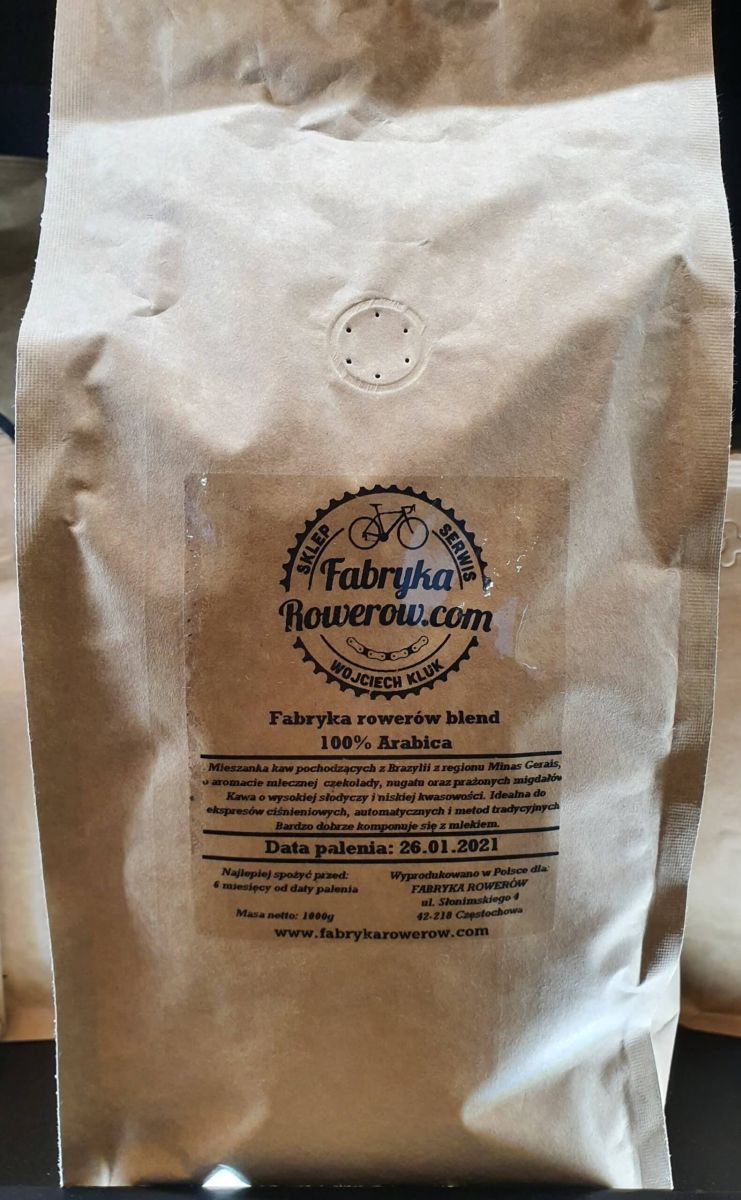 SKLEP SERWIS
Fabryka
Rowerow.com
WOJCIECH KLUK
Fabryka rowerów blend
100% Arabica
Mieszanka kaw pochodzących z Brazylii z regionu Minas Gerais,
o aromacie mlecznej czekolady, nugatu oraz prażonych migdałów
Kawa o wysokiej słodyczy i niskiej kwasowości. Idealna do
ekspresów ciśnieniowych, automatycznych i metod tradycyjnych
Bardzo dobrze komponuje się z mlekiem.
Data palenia: 26.01.2021
Najlepiej spożyć przed:
6 miesięcy od daty palenia
Masa netto: 1000g
Wyprodukowano w Polsce dla:
FABRYKA ROWERÓW
ul. Słonimskiego 4
42-218 Częstochowa
www.fabrykarowerow.com